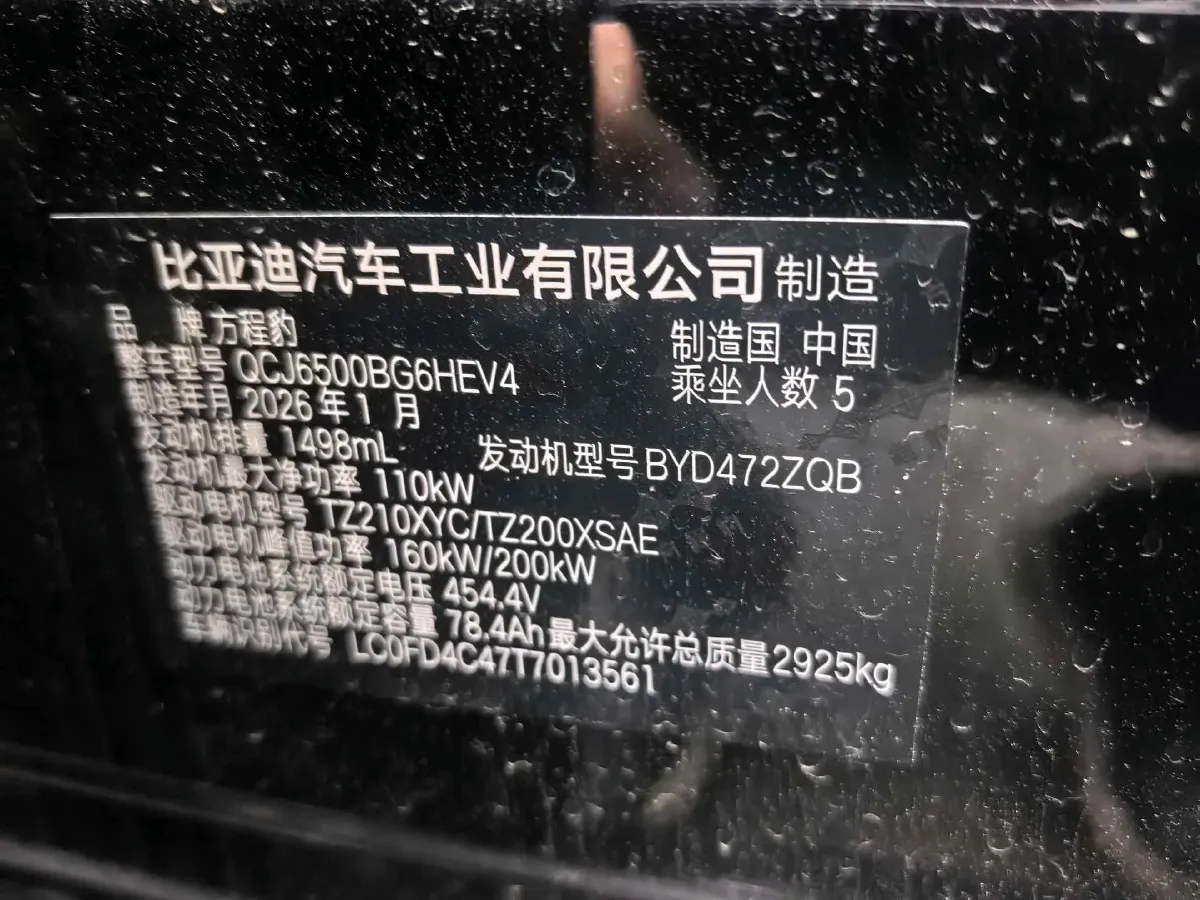 比亚迪汽车工业有限公司制造
品 牌 方程豹
制造国 中国
整车型号 QCJ6500BG6HEV4
乘坐人数 5
制造年月 2026年1 月
发动机排量 1498mL 发动机型号 BYD472ZQB
发动机最大净功率 110kW
驱动电机型号 TZ210XYC/TZ200XSAE
驱动电机峰值功率 160kW/200kW
动力电池系统额定电压 454.4V
动力电池系统额定容量 78.4Ah 最大允许总质量2925kg
车辆识别代号 LC0FD4C47T7013561